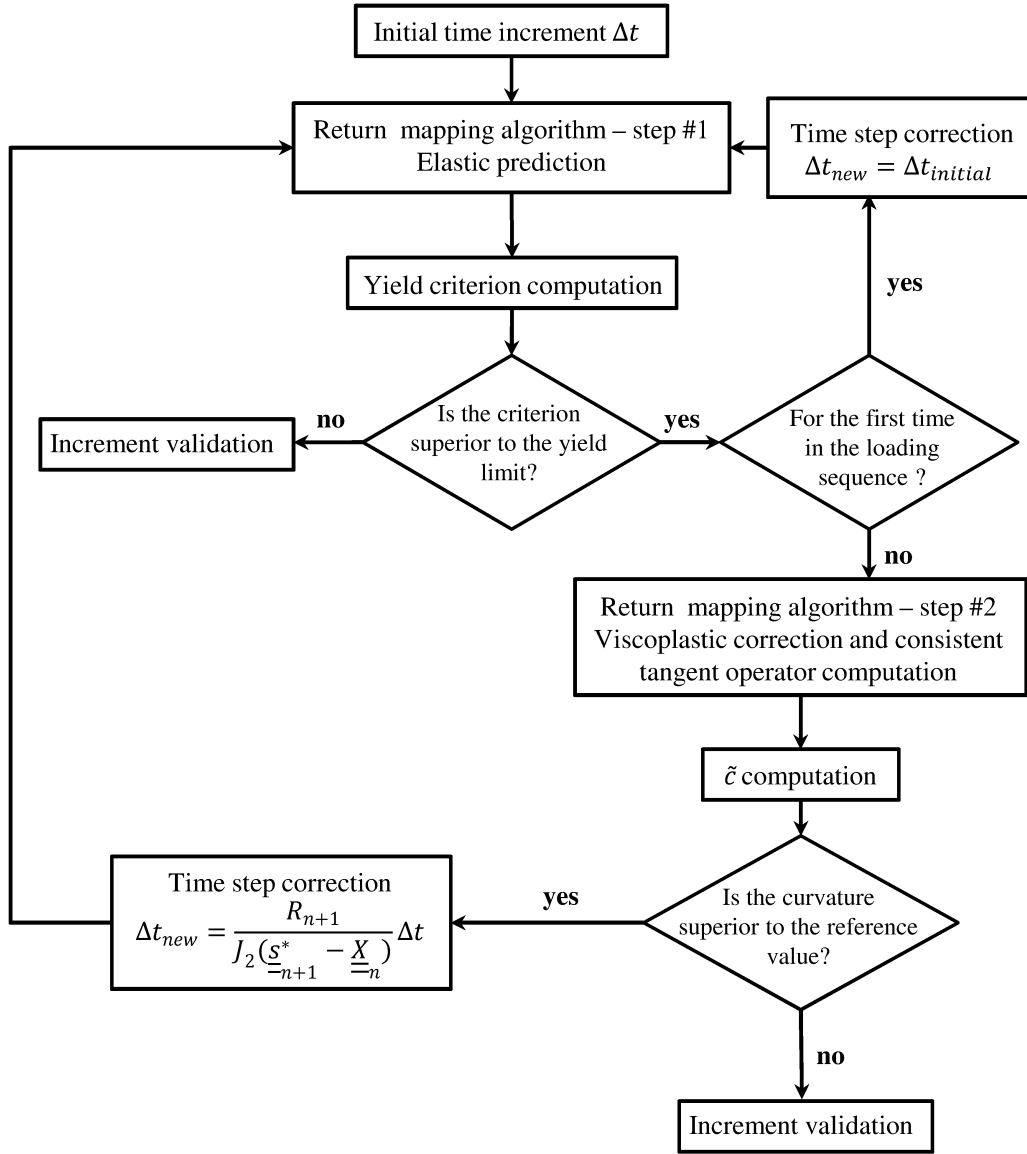 Initial time increment Δt
Return mapping algorithm – step #1
Elastic prediction
Time step correction
Δt_new = Δt_initial
Yield criterion computation
yes
Is the criterion
superior to the yield
limit?
no
yes
Increment validation
For the first time
in the loading
sequence ?
no
Return mapping algorithm – step #2
Viscoplastic correction and consistent
tangent operator computation
c̃ computation
Is the curvature
superior to the reference
value?
yes
Time step correction
Δt_new = R_{n+1} / J_2(s̳*_{n+1} − X̳_n) Δt
no
Increment validation